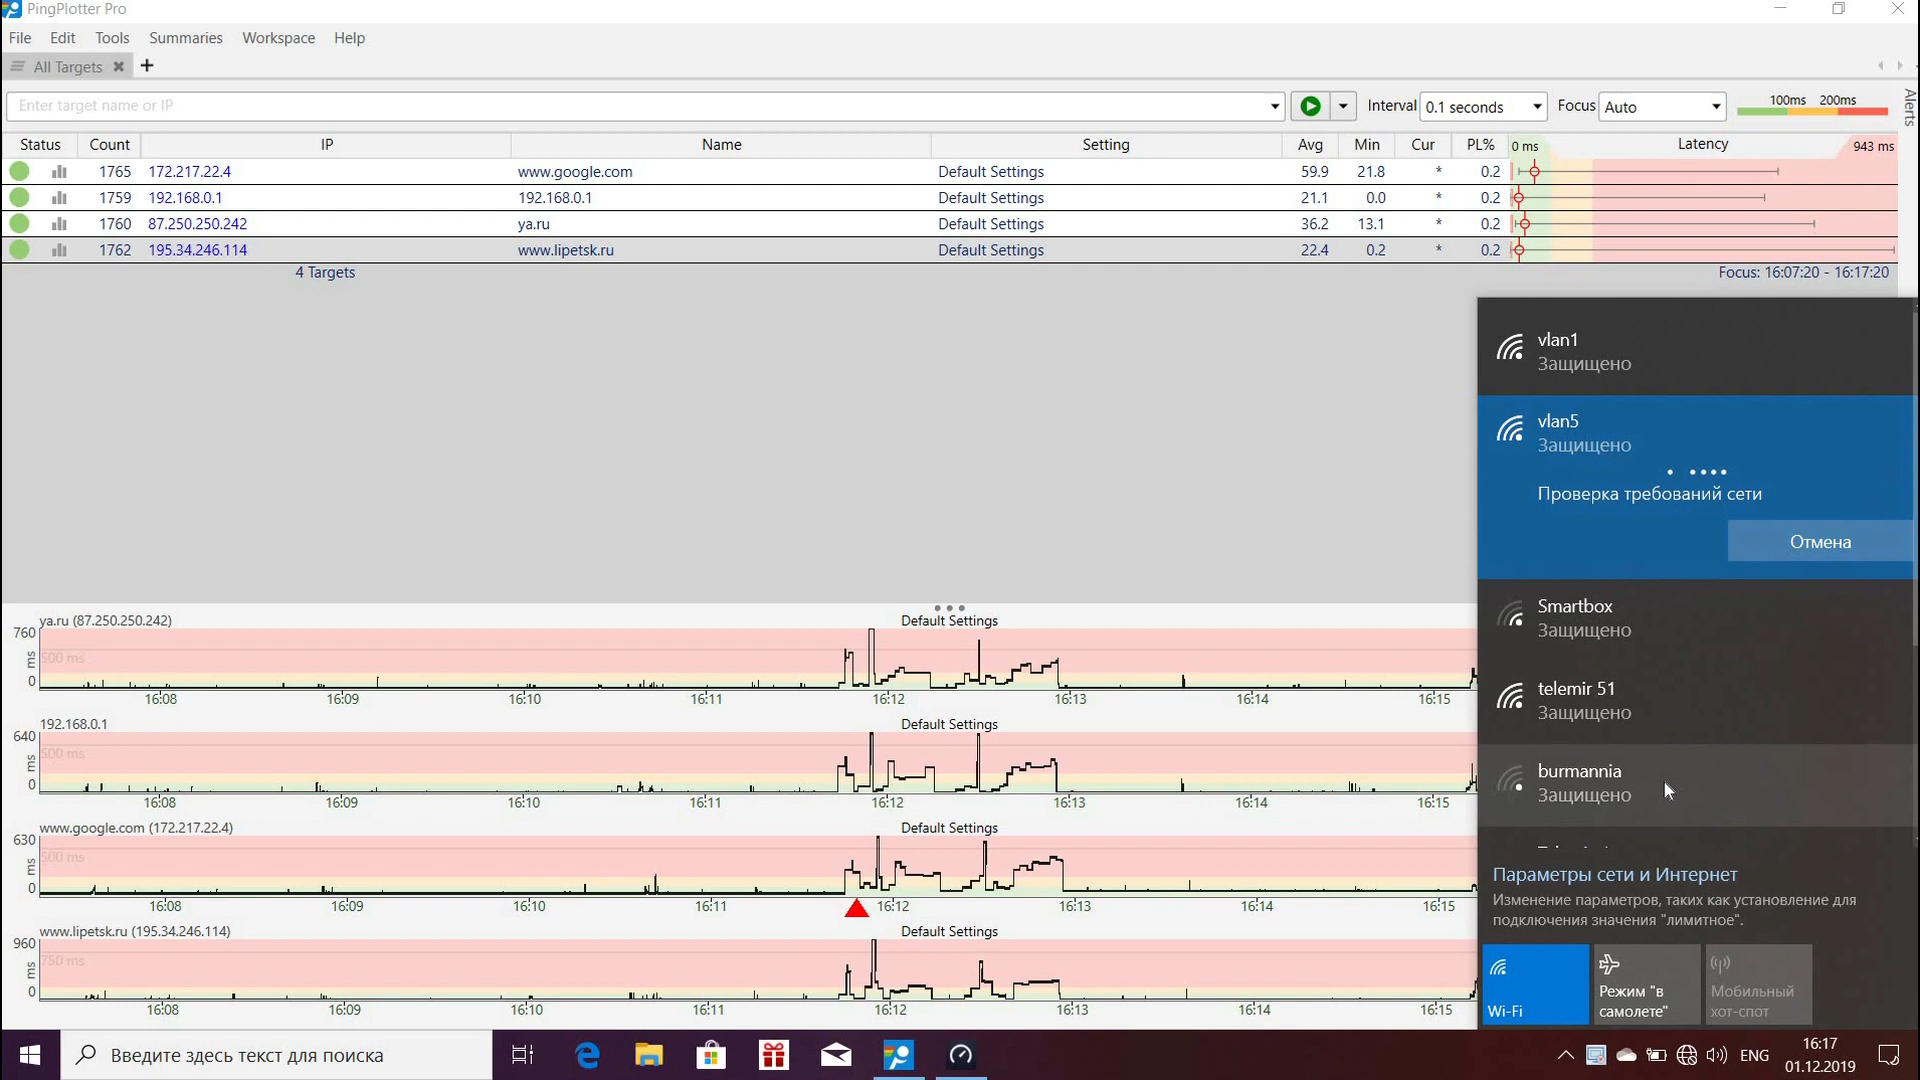 PingPlotter Pro
File Edit Tools Summaries Workspace Help
All Targets
Enter target name or IP Interval 0.1 seconds Focus Auto 100ms 200ms Alerts
Status Count IP Name Setting Avg Min Cur PL% 0 ms Latency 943 ms
1765 172.217.22.4 www.google.com Default Settings 59.9 21.8 * 0.2
1759 192.168.0.1 192.168.0.1 Default Settings 21.1 0.0 * 0.2
1760 87.250.250.242 ya.ru Default Settings 36.2 13.1 * 0.2
1762 195.34.246.114 www.lipetsk.ru Default Settings 22.4 0.2 * 0.2
4 Targets Focus: 16:07:20 - 16:17:20
vlan1
Защищено
vlan5
Защищено
Проверка требований сети
Отмена
Smartbox
Защищено
telemir 51
Защищено
burmannia
Защищено
Параметры сети и Интернет
Изменение параметров, таких как установление для
подключения значения "лимитное".
Wi-Fi
Режим "в
самолете"
Мобильный
хот-спот
ya.ru (87.250.250.242) Default Settings
760
ms
500 ms
0
16:08 16:09 16:10 16:11 16:12 16:13 16:14 16:15
192.168.0.1 Default Settings
640
ms
500 ms
0
16:08 16:09 16:10 16:11 16:12 16:13 16:14 16:15
www.google.com (172.217.22.4) Default Settings
630
ms
500 ms
0
16:08 16:09 16:10 16:11 16:12 16:13 16:14 16:15
www.lipetsk.ru (195.34.246.114) Default Settings
960
ms
750 ms
0
16:08 16:09 16:10 16:11 16:12 16:13 16:14 16:15
Введите здесь текст для поиска
ENG
16:17
01.12.2019